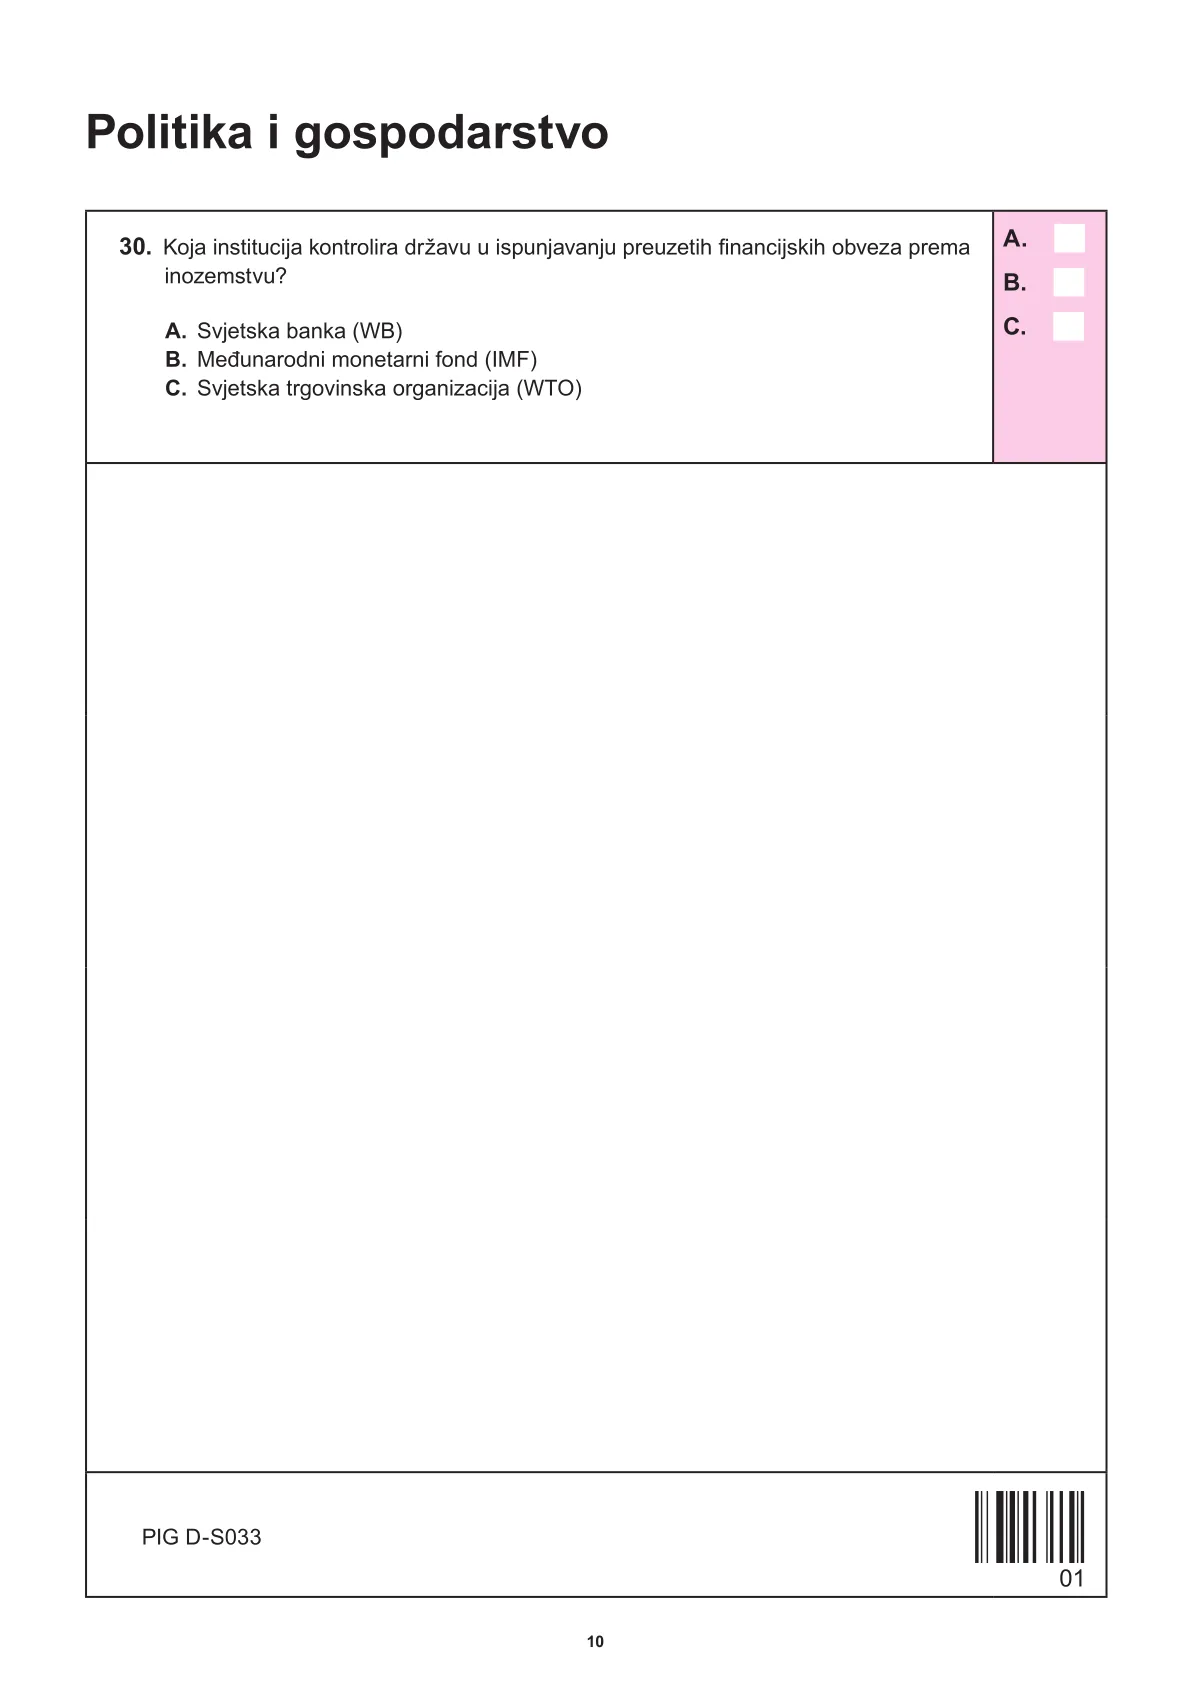 Politika i gospodarstvo
30. Koja institucija kontrolira državu u ispunjavanju preuzetih financijskih obveza prema
inozemstvu?
A. Svjetska banka (WB)
B. Međunarodni monetarni fond (IMF)
C. Svjetska trgovinska organizacija (WTO)
A.
B.
C.
PIG D-S033
01
10